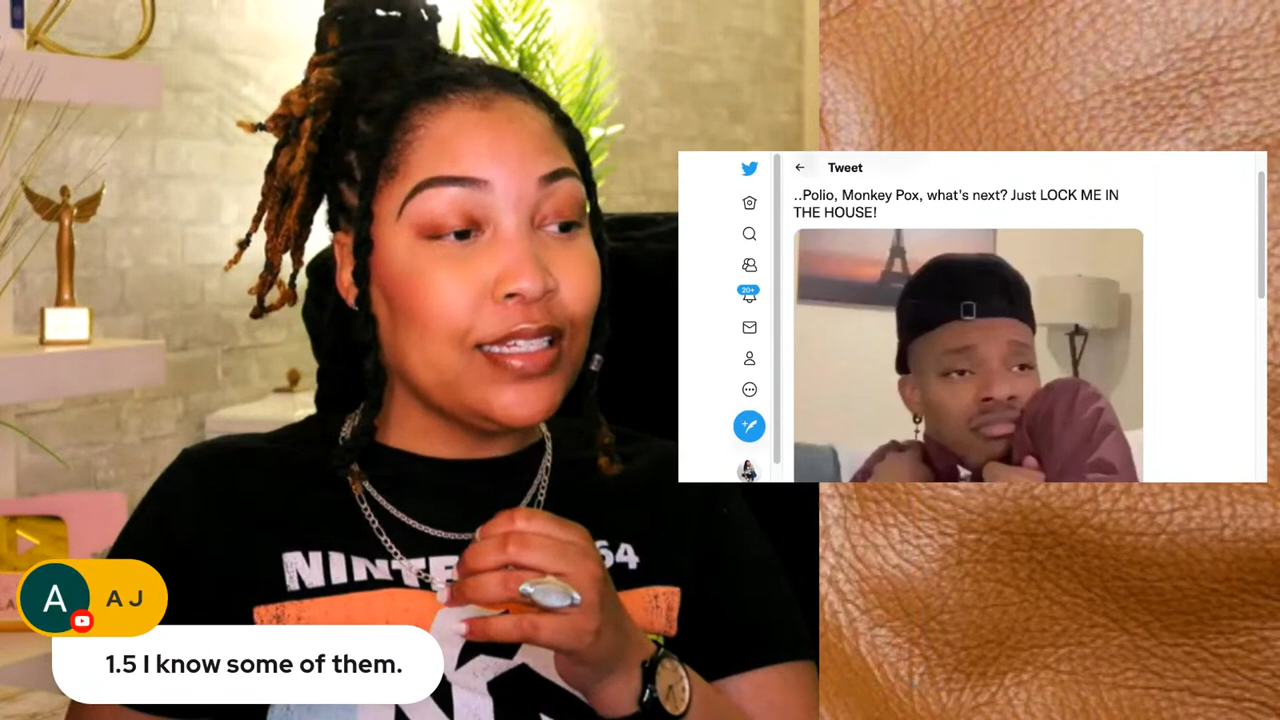 Tweet
..Polio, Monkey Pox, what's next? Just LOCK ME IN
THE HOUSE!
20+
NINTE 64
A
A J
1.5 I know some of them.